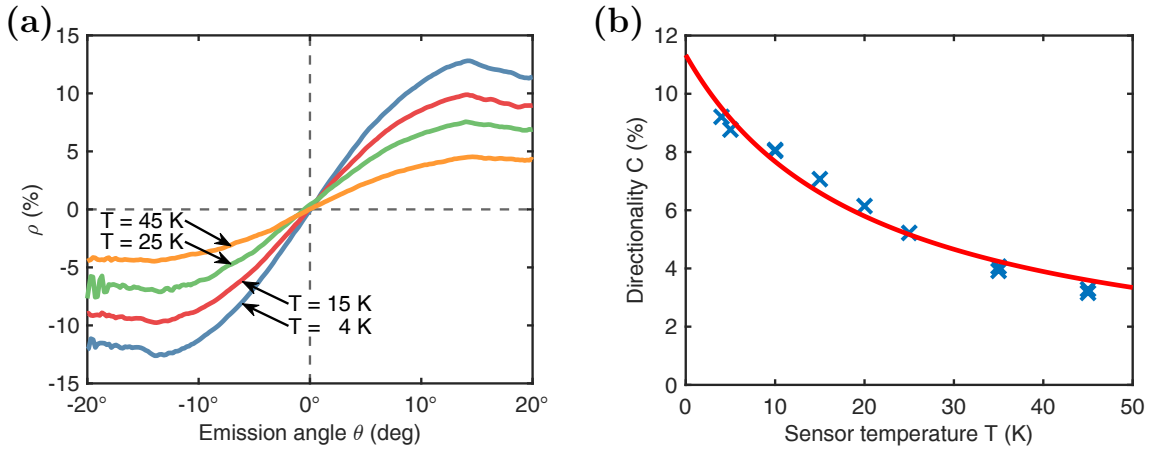 (a)
15
10
5
0
-5
-10
-15
ρ (%)
T = 45 K
T = 25 K
T = 15 K
T = 4 K
-20° -10° 0° 10° 20°
Emission angle θ (deg)
(b)
12
10
8
6
4
2
0
Directionality C (%)
0 10 20 30 40 50
Sensor temperature T (K)